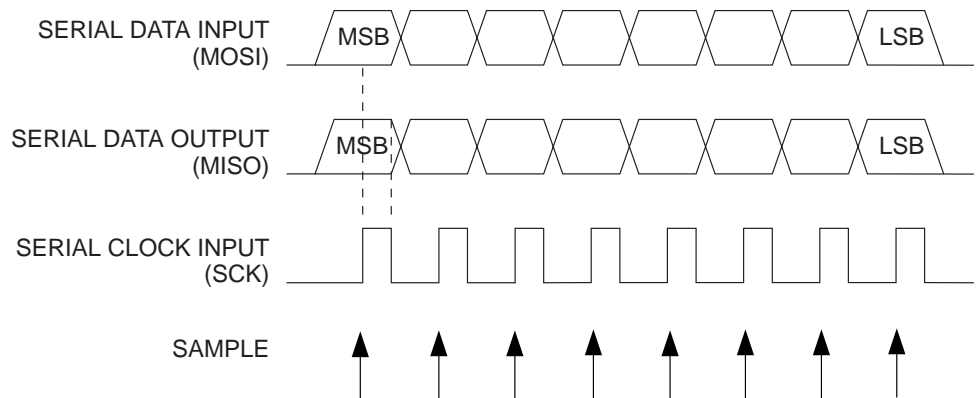 SERIAL DATA INPUT
(MOSI)
MSB
LSB
SERIAL DATA OUTPUT
(MISO)
MSB
LSB
SERIAL CLOCK INPUT
(SCK)
SAMPLE